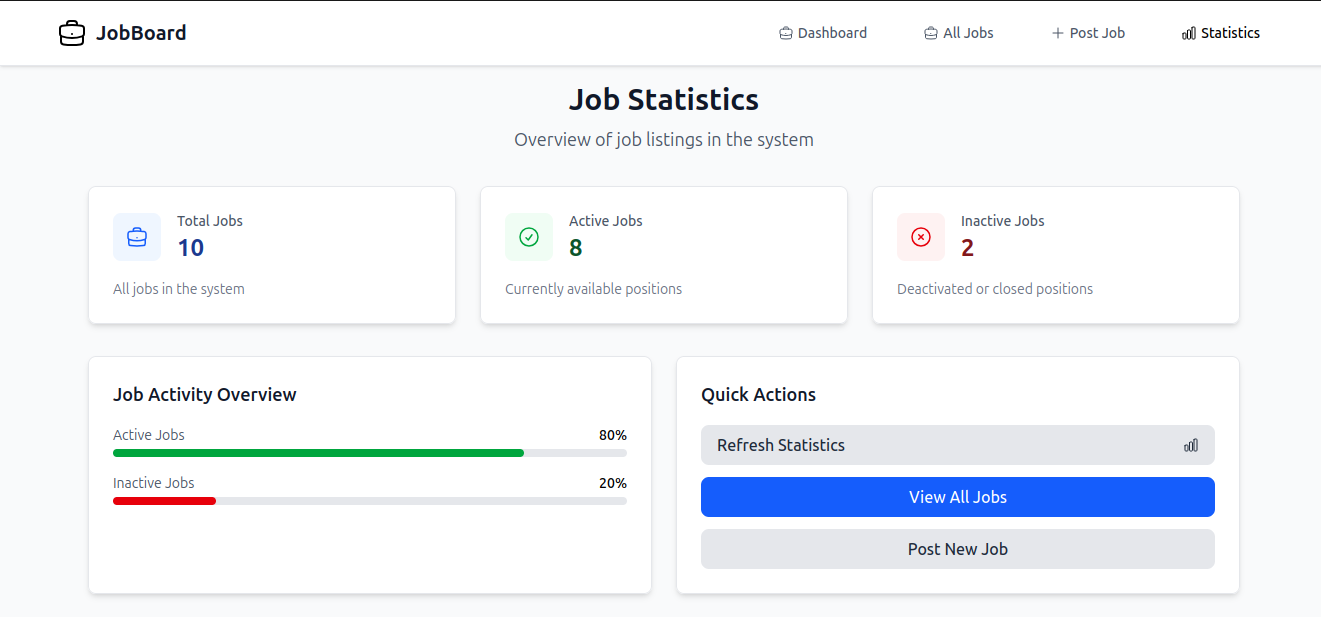 JobBoard
Dashboard
All Jobs
Post Job
Statistics
Job Statistics
Overview of job listings in the system
Total Jobs
10
All jobs in the system
Active Jobs
8
Currently available positions
Inactive Jobs
2
Deactivated or closed positions
Job Activity Overview
Active Jobs 80%
Inactive Jobs 20%
Quick Actions
Refresh Statistics
View All Jobs
Post New Job